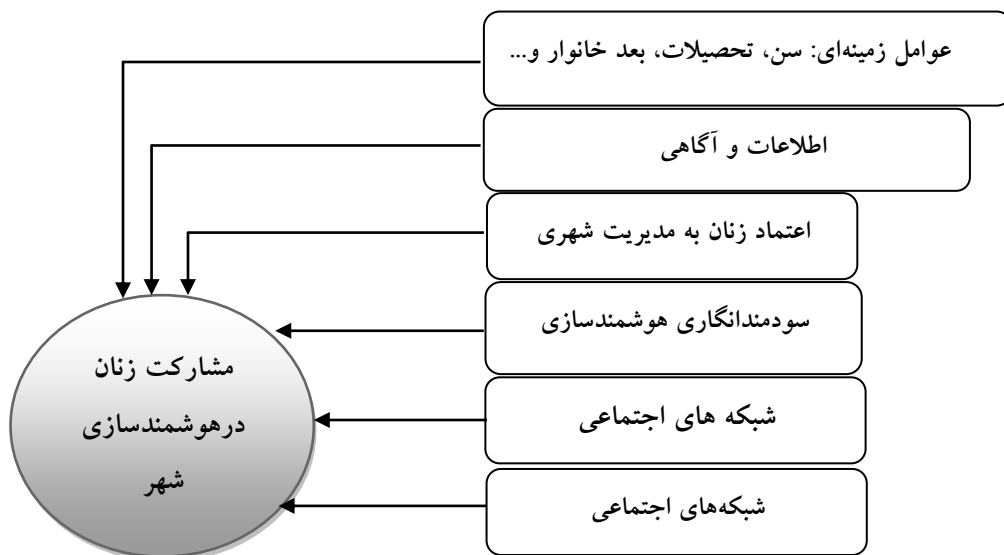 عوامل زمینه‌ای: سن، تحصیلات، بعد خانوار و...
اطلاعات و آگاهی
اعتماد زنان به مدیریت شهری
سودمندانگاری هوشمندسازی
شبکه های اجتماعی
شبکه‌های اجتماعی
مشارکت زنان
درهوشمندسازی
شهر